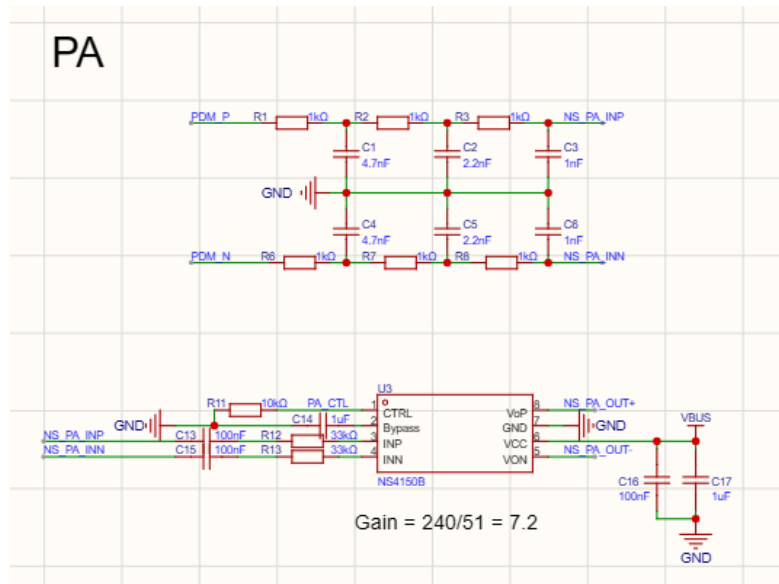 PA
PDM_P R1 1kΩ R2 1kΩ R3 1kΩ NS_PA_INP
C1 C2 C3
4.7nF 2.2nF 1nF
GND
C4 C5 C6
4.7nF 2.2nF 1nF
PDM_N R6 1kΩ R7 1kΩ R8 1kΩ NS_PA_INN
U3
R11 10kΩ PA_CTL 1 CTRL VoP 8 NS_PA_OUT+
GND C14 1uF 2 Bypass GND 7 GND VBUS
NS_PA_INP C13 100nF R12 33kΩ 3 INP VCC 6
NS_PA_INN C15 100nF R13 33kΩ 4 INN VON 5 NS_PA_OUT-
NS4150B
C16 C17
100nF 1uF
Gain = 240/51 = 7.2
GND